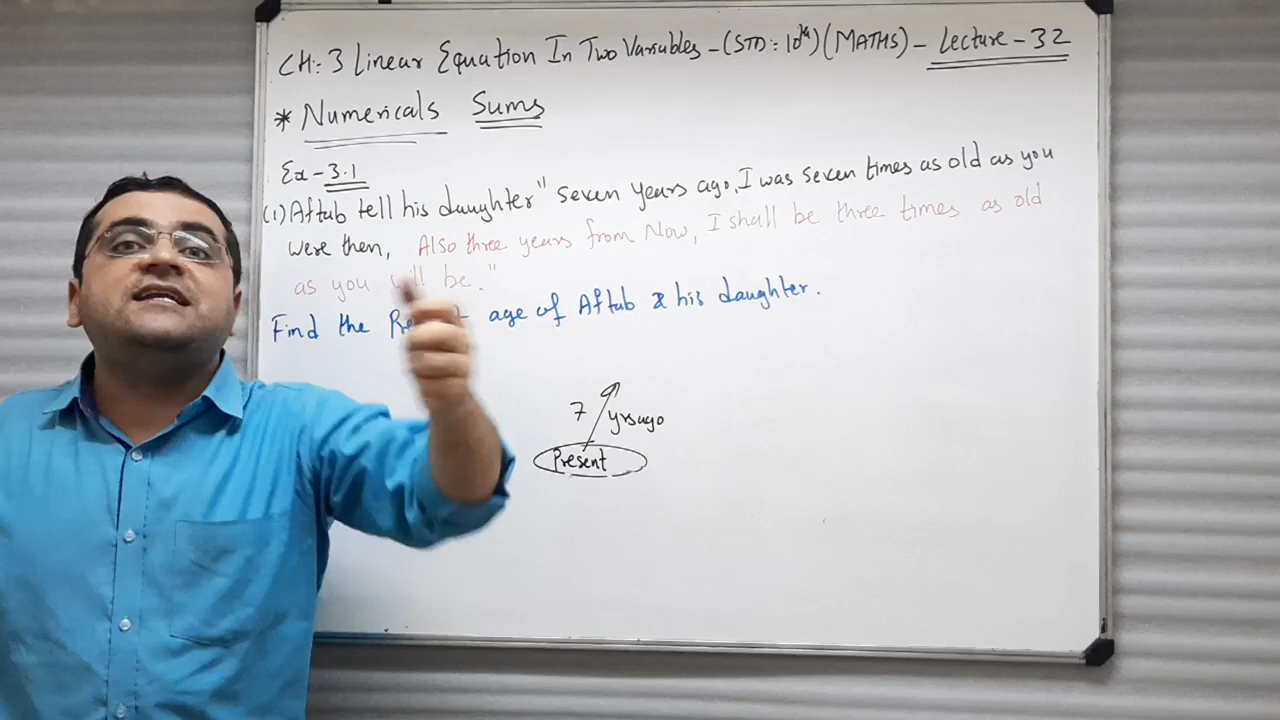 CH: 3 Linear Equation In Two Variables - (STD: 10th) (MATHS) - Lecture - 32
* Numericals Sums
Ex - 3.1
(1) Aftab tell his daughter " Seven years ago, I was seven times as old as you
were then, Also three years from Now, I shall be three times as old
as you will be."
Find the age of Aftab & his daughter.
7 yrs ago
Present